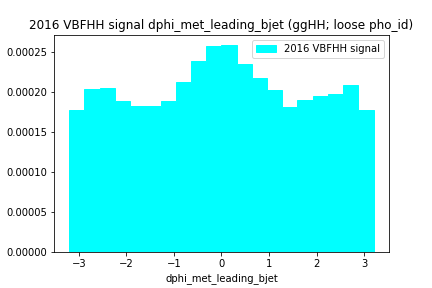 2016 VBFHH signal dphi_met_leading_bjet (ggHH; loose pho_id)
2016 VBFHH signal
0.00025
0.00020
0.00015
0.00010
0.00005
0.00000
−3 −2 −1 0 1 2 3
dphi_met_leading_bjet